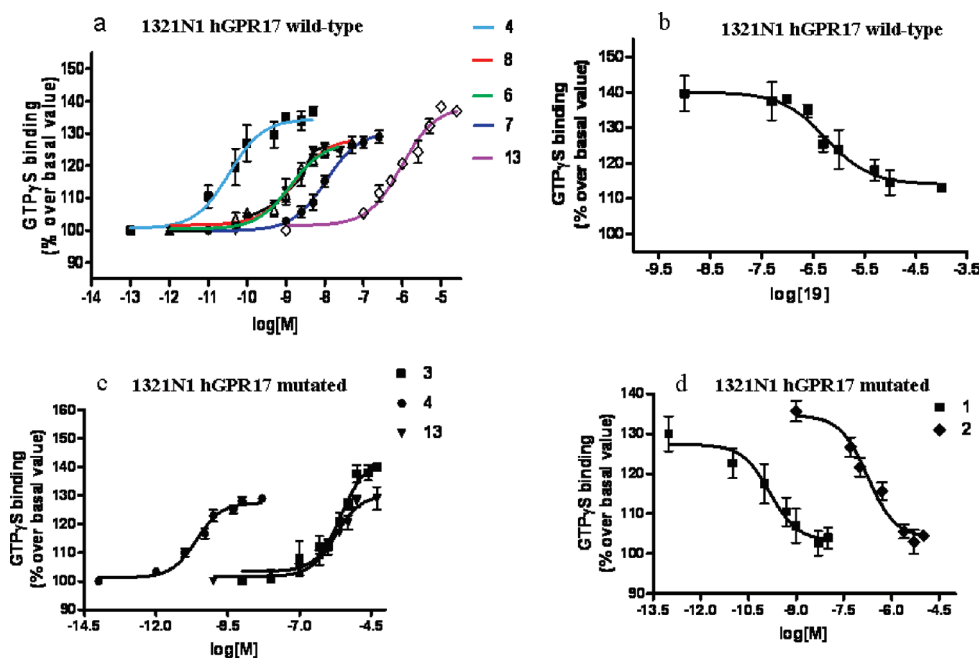 a 1321N1 hGPR17 wild-type
GTPγS binding
(% over basal value)
150
140
130
120
110
100
90
-14 -13 -12 -11 -10 -9 -8 -7 -6 -5
log[M]
4
8
6
7
13
b 1321N1 hGPR17 wild-type
GTPγS binding
(% over basal value)
150
140
130
120
110
100
-9.5 -8.5 -7.5 -6.5 -5.5 -4.5 -3.5
log[19]
c 1321N1 hGPR17 mutated
3
4
13
GTPγS binding
(% over basal value)
160
150
140
130
120
110
100
90
-14.5 -12.0 -9.5 -7.0 -4.5
log[M]
d 1321N1 hGPR17 mutated
1
2
GTPγS binding
(% over basal value)
140
130
120
110
100
90
-13.5 -12.0 -10.5 -9.0 -7.5 -6.0 -4.5
log[M]